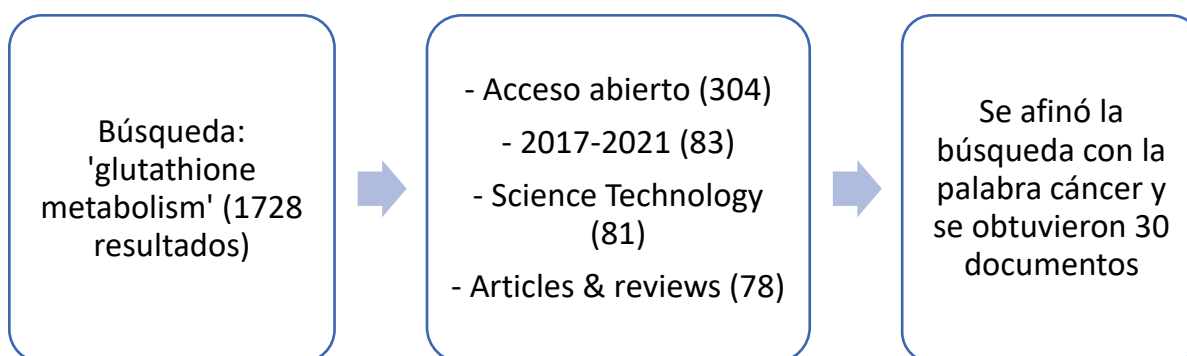 Búsqueda:
'glutathione
metabolism' (1728
resultados)
- Acceso abierto (304)
- 2017-2021 (83)
- Science Technology
(81)
- Articles & reviews (78)
Se afinó la
búsqueda con la
palabra cáncer y
se obtuvieron 30
documentos